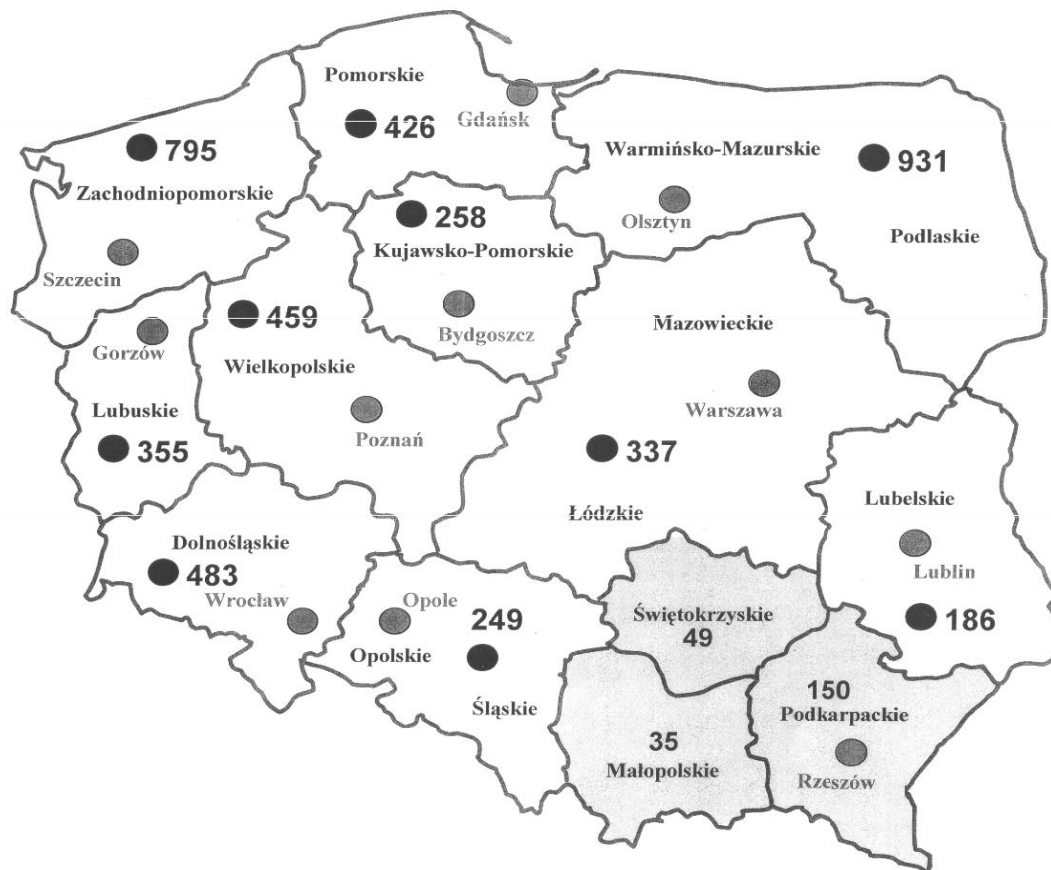 Pomorskie
Gdańsk
426
795
Zachodniopomorskie
Szczecin
Warmińsko-Mazurskie
931
Olsztyn
Podlaskie
258
Kujawsko-Pomorskie
Bydgoszcz
459
Wielkopolskie
Poznań
Gorzów
Lubuskie
355
Mazowieckie
Warszawa
337
Łódzkie
Lubelskie
Lublin
186
Dolnośląskie
483
Wrocław
Opole
249
Opolskie
Śląskie
Świętokrzyskie
49
150
Podkarpackie
Rzeszów
35
Małopolskie